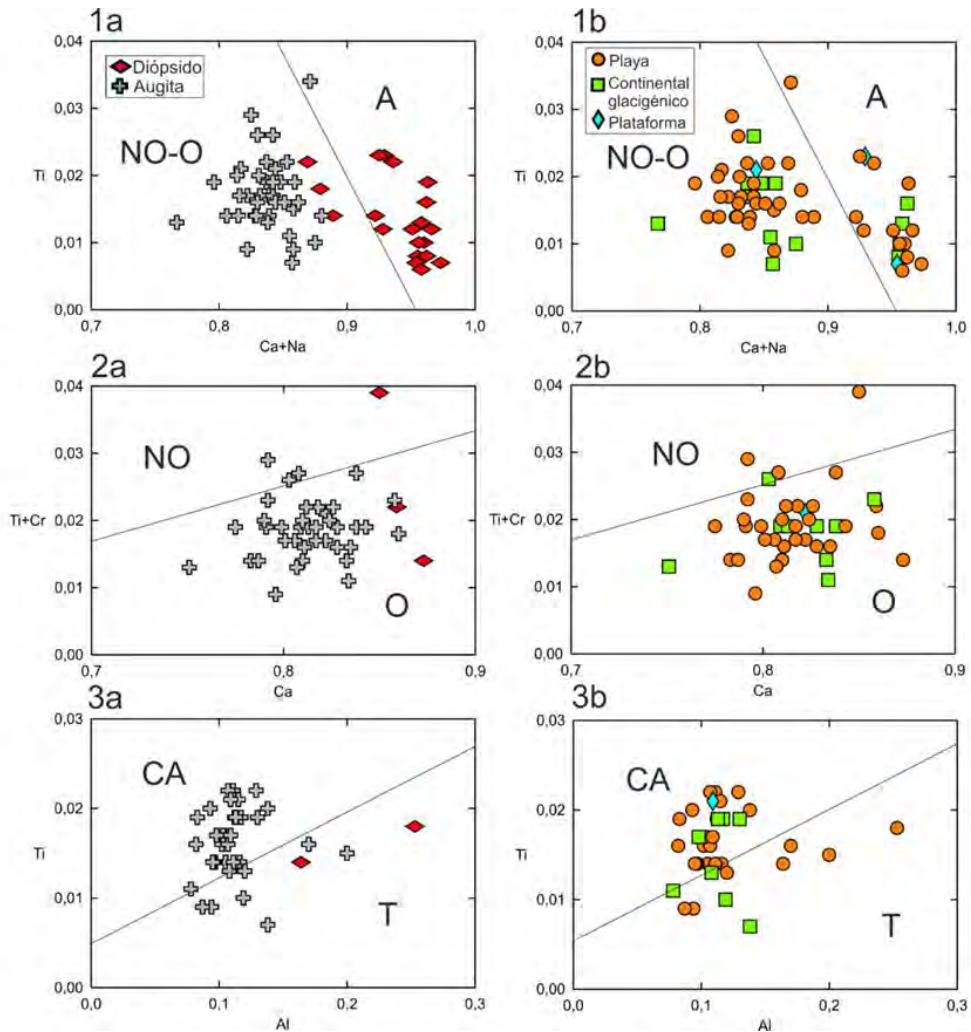 1a
0,04
0,03
Ti
0,02
0,01
0,00
0,7
0,8
0,9
1,0
Ca+Na
Diópsido
Augita
NO-O
A
1b
0,04
Ti
0,03
0,02
0,01
0,00
0,7
0,8
0,9
1,0
Ca+Na
Playa
Continental
glacigénico
Plataforma
NO-O
A
2a
0,04
0,03
Ti+Cr
0,02
0,01
0,00
0,7
0,8
0,9
Ca
NO
O
2b
0,04
0,03
Ti+Cr
0,02
0,01
0,00
0,7
0,8
0,9
Ca
NO
O
3a
0,03
0,02
Ti
0,01
0,00
0,0
0,1
0,2
0,3
Al
CA
T
3b
0,03
0,02
Ti
0,01
0,00
0,0
0,1
0,2
0,3
Al
CA
T